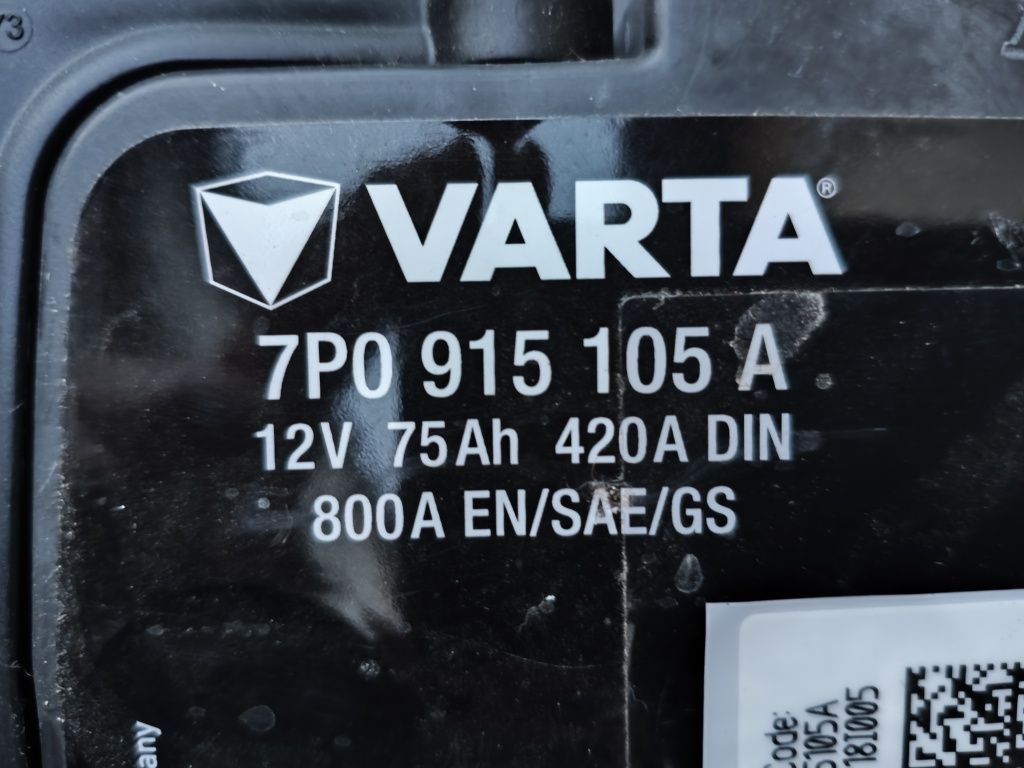 VARTA®
7P0 915 105 A
12V 75Ah 420A DIN
800A EN/SAE/GS